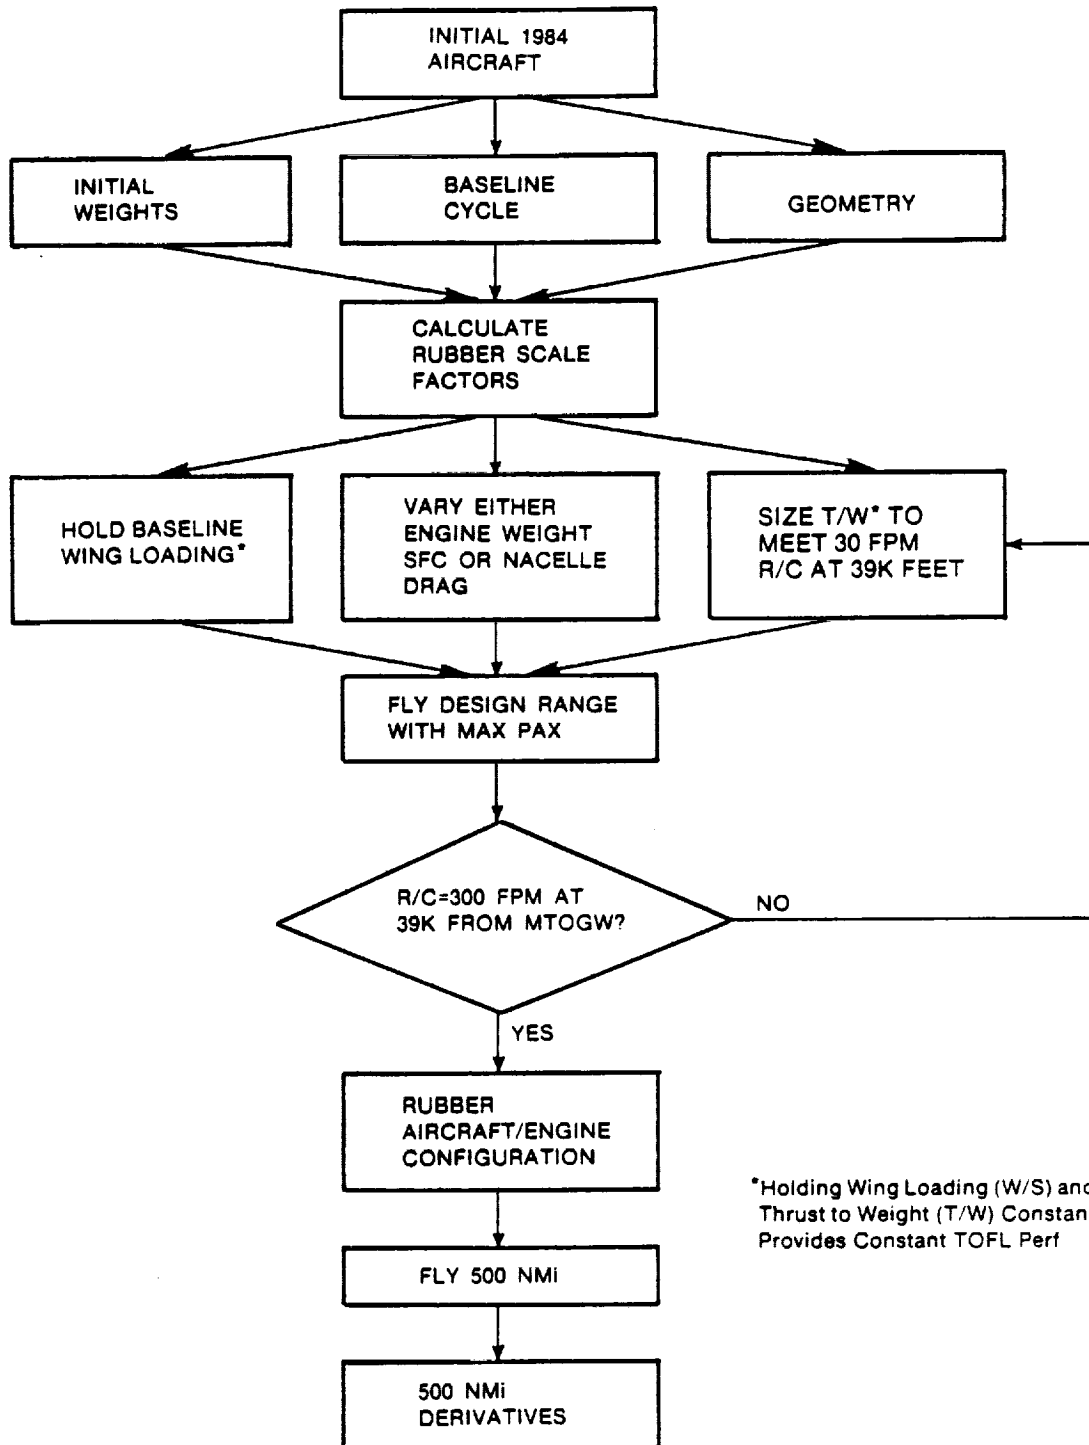 INITIAL 1984
AIRCRAFT
INITIAL
WEIGHTS
BASELINE
CYCLE
GEOMETRY
CALCULATE
RUBBER SCALE
FACTORS
HOLD BASELINE
WING LOADING*
VARY EITHER
ENGINE WEIGHT
SFC OR NACELLE
DRAG
SIZE T/W* TO
MEET 30 FPM
R/C AT 39K FEET
FLY DESIGN RANGE
WITH MAX PAX
R/C=300 FPM AT
39K FROM MTOGW?
NO
YES
RUBBER
AIRCRAFT/ENGINE
CONFIGURATION
*Holding Wing Loading (W/S) and
Thrust to Weight (T/W) Constan
Provides Constant TOFL Perf
FLY 500 NMi
500 NMi
DERIVATIVES